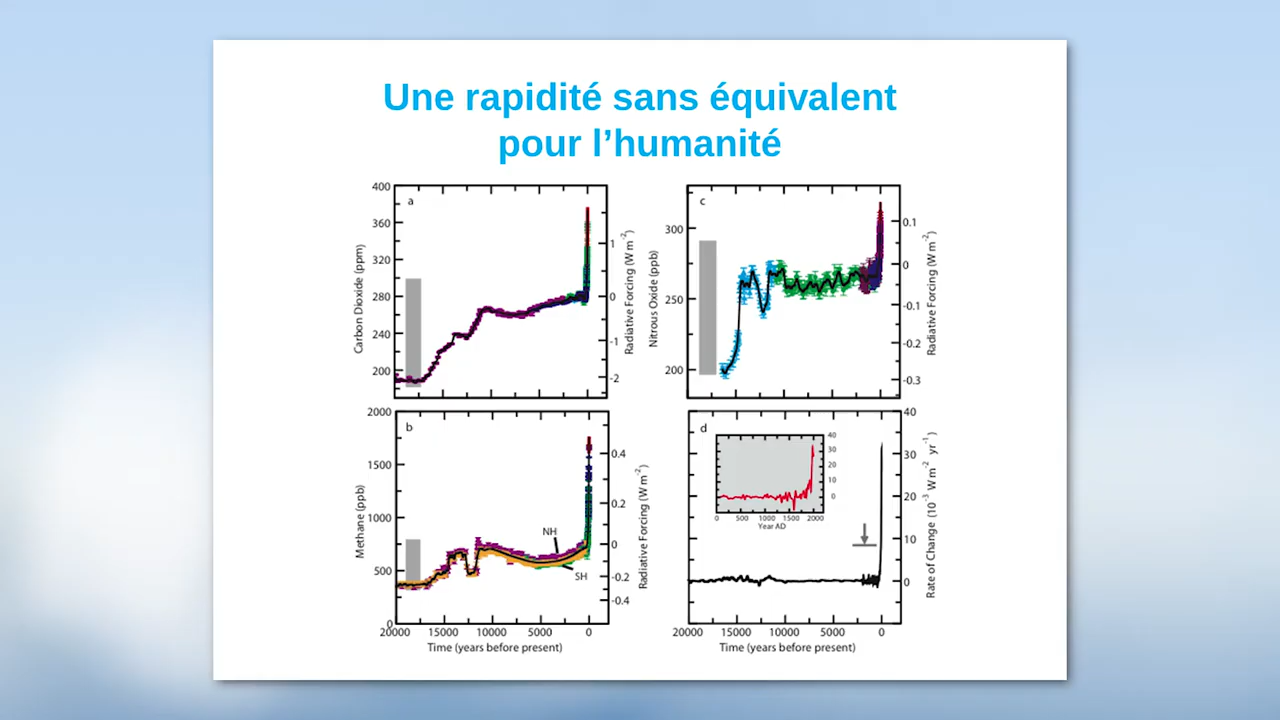 Une rapidité sans équivalent
pour l’humanité
a
400
360
320
280
240
200
Carbon Dioxide (ppm)
1
0
-1
-2
Radiative Forcing (W m-2)
c
300
250
200
Nitrous Oxide (ppb)
0.1
0
-0.1
-0.2
-0.3
Radiative Forcing (W m-2)
b
2000
1500
1000
500
0
Methane (ppb)
NH
SH
0.4
0.2
0
-0.2
-0.4
Radiative Forcing (W m-2)
20000 15000 10000 5000 0
Time (years before present)
d
40
30
20
10
0
0 500 1000 1500 2000
Year AD
40
30
20
10
0
Rate of Change (10-3 W m-2 yr-1)
20000 15000 10000 5000 0
Time (years before present)